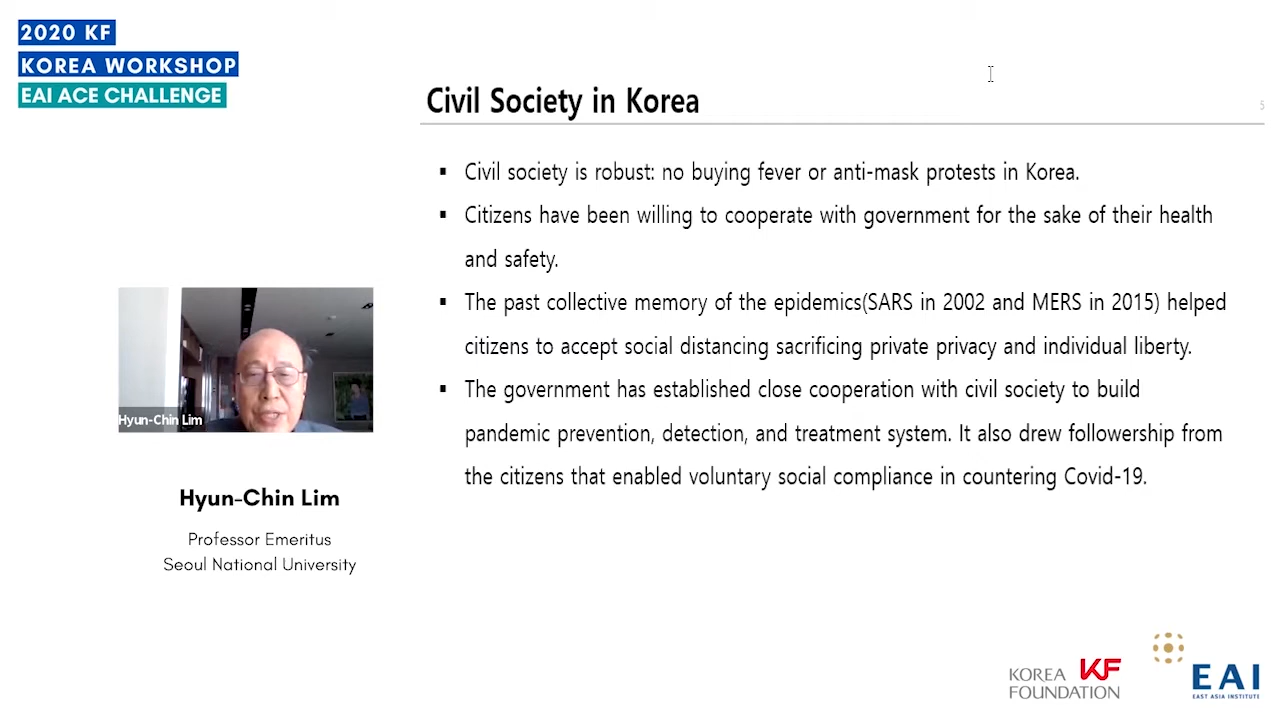 2020 KF
KOREA WORKSHOP
EAI ACE CHALLENGE
Civil Society in Korea
5
▪ Civil society is robust: no buying fever or anti-mask protests in Korea.
▪ Citizens have been willing to cooperate with government for the sake of their health
and safety.
▪ The past collective memory of the epidemics(SARS in 2002 and MERS in 2015) helped
citizens to accept social distancing sacrificing private privacy and individual liberty.
▪ The government has established close cooperation with civil society to build
pandemic prevention, detection, and treatment system. It also drew followership from
the citizens that enabled voluntary social compliance in countering Covid-19.
Hyun-Chin Lim
Hyun-Chin Lim
Professor Emeritus
Seoul National University
KOREA KF
FOUNDATION
EAI
EAST ASIA INSTITUTE